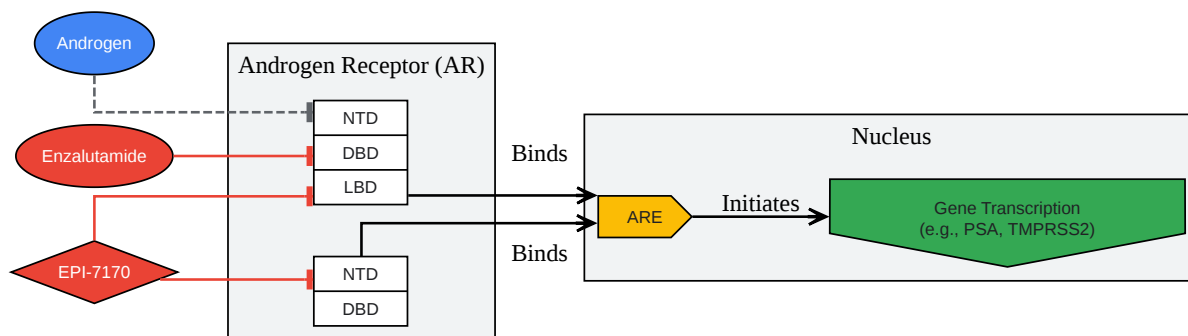 Androgen
Androgen Receptor (AR)
NTD
DBD
LBD
Enzalutamide
EPI-7170
NTD
DBD
Binds
Binds
Nucleus
ARE
Initiates
Gene Transcription
(e.g., PSA, TMPRSS2)